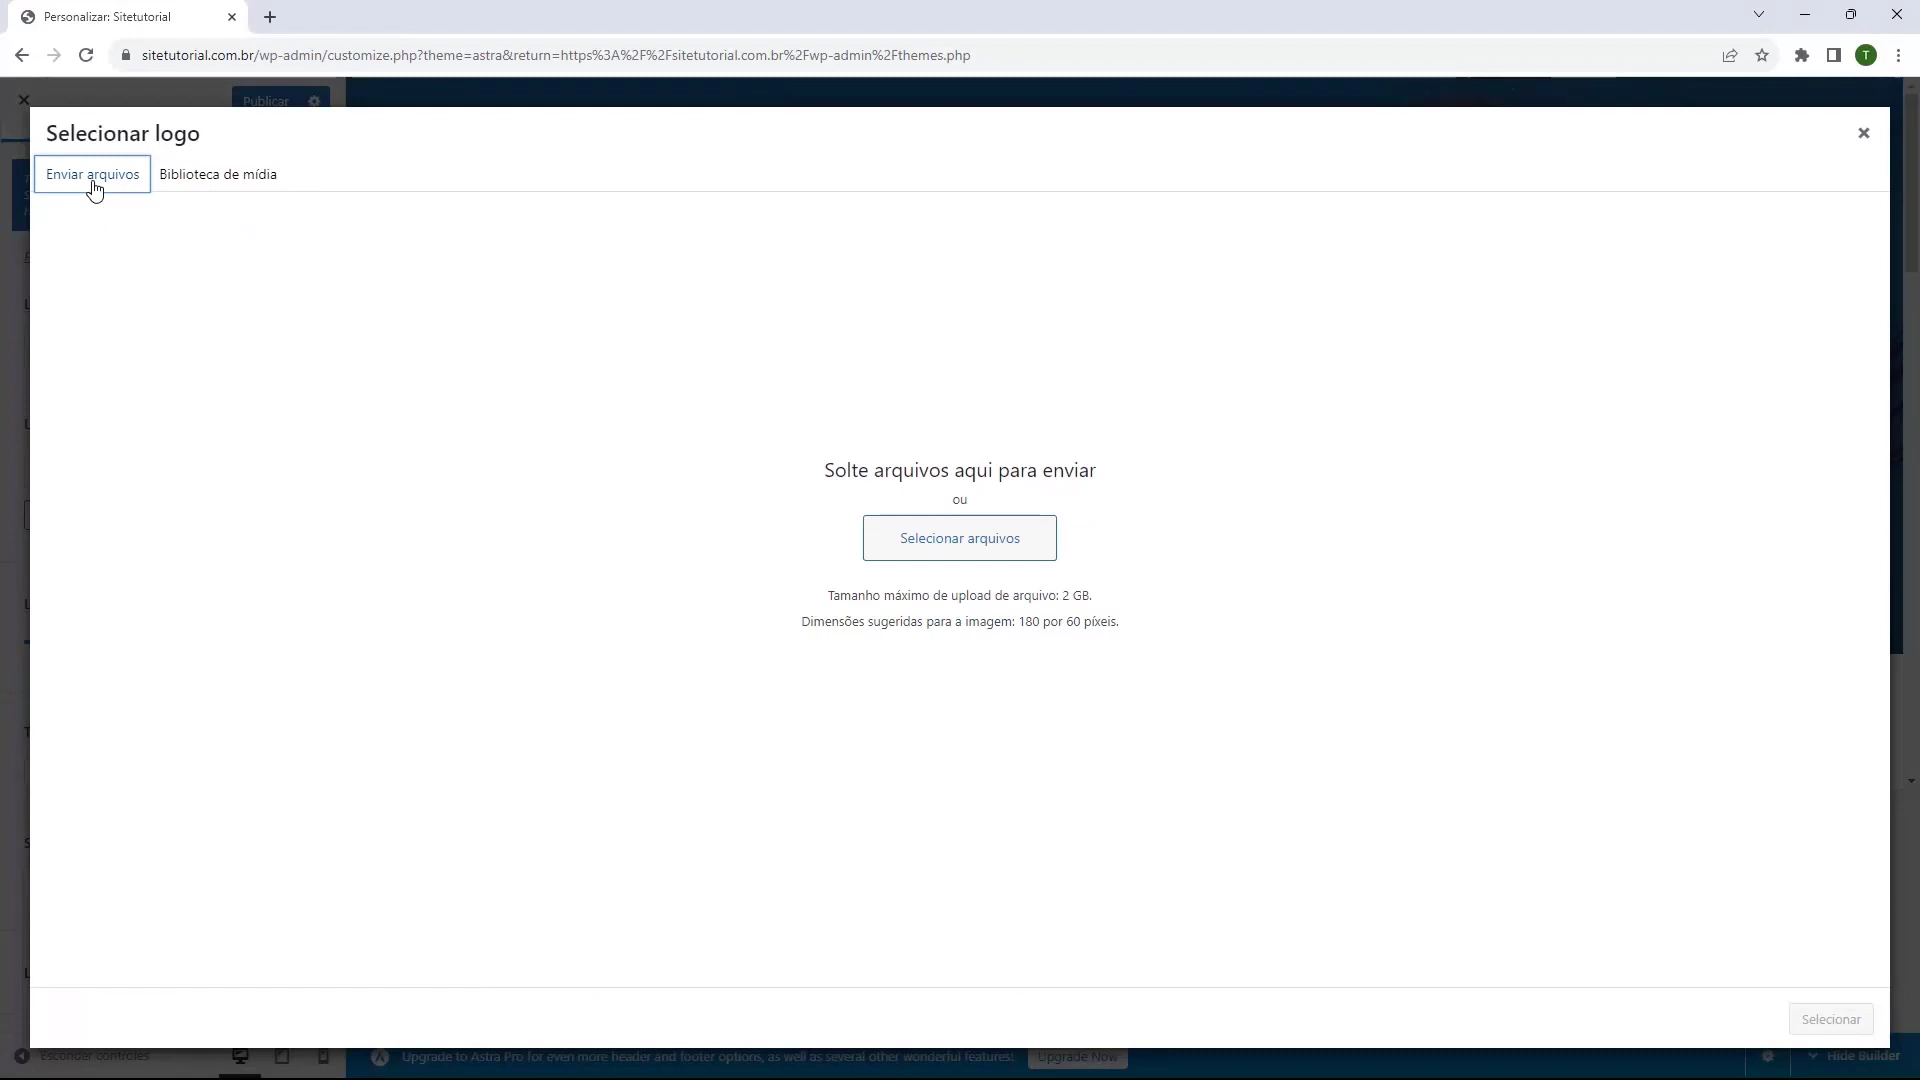 Personalizar: Sitetutorial
sitetutorial.com.br/wp-admin/customize.php?theme=astra&return=https%3A%2F%2Fsitetutorial.com.br%2Fwp-admin%2Fthemes.php
T
Publicar
Selecionar logo
Enviar arquivos
Biblioteca de mídia
Solte arquivos aqui para enviar
ou
Selecionar arquivos
Tamanho máximo de upload de arquivo: 2 GB.
Dimensões sugeridas para a imagem: 180 por 60 píxeis.
Selecionar
Esconder controles
Upgrade to Astra Pro for even more header and footer options, as well as several other wonderful features!
Upgrade Now
Hide Builder